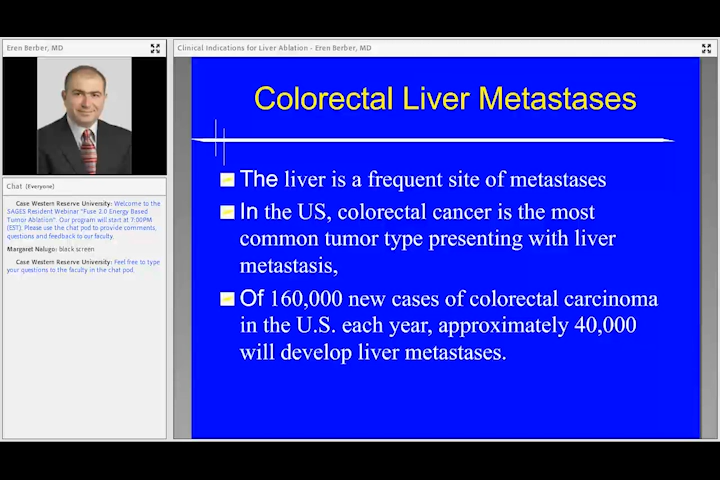 Eren Berber, MD
Chat (Everyone)
Case Western Reserve University: Welcome to the
SAGES Resident Webinar "Fuse 2.0 Energy Based
Tumor Ablation". Our program will start at 7:00PM
(EST). Please use the chat pod to provide comments,
questions and feedback to our faculty.
Margaret Nalugo: black screen
Case Western Reserve University: Feel free to type
your questions to the faculty in the chat pod.
Clinical Indications for Liver Ablation - Eren Berber, MD
Colorectal Liver Metastases
The liver is a frequent site of metastases
In the US, colorectal cancer is the most
common tumor type presenting with liver
metastasis,
Of 160,000 new cases of colorectal carcinoma
in the U.S. each year, approximately 40,000
will develop liver metastases.